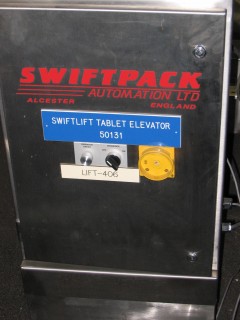 SWIFTPACK
AUTOMATION LTD
ALCESTER ENGLAND
SWIFTLIFT TABLET ELEVATOR
50131
LIFT-406